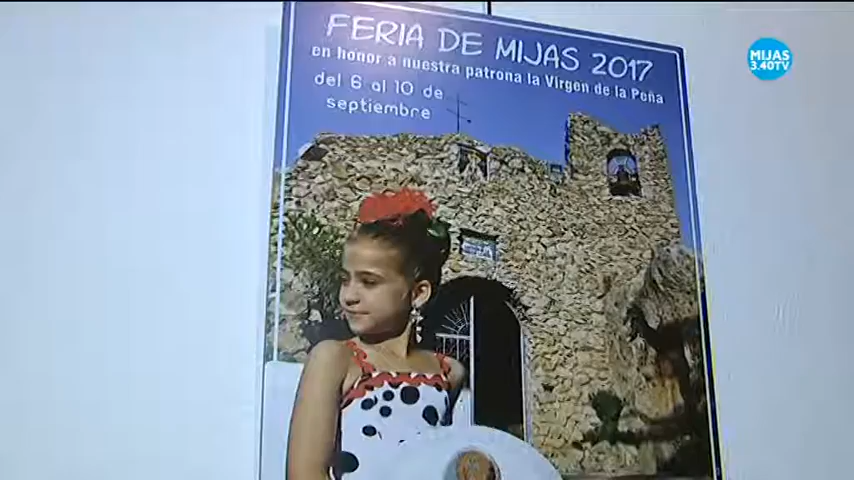 FERIA DE MIJAS 2017
en honor a nuestra patrona la Virgen de la Peña
del 6 al 10 de
septiembre
MIJAS
3.40TV